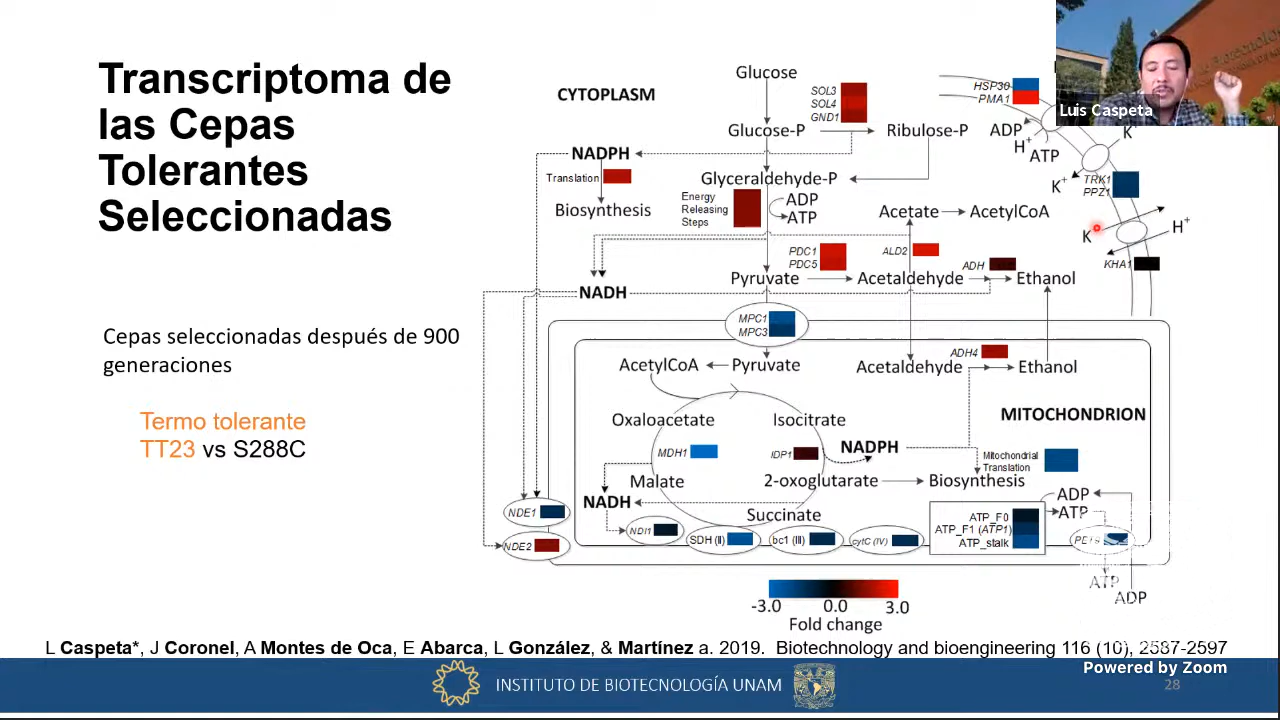 Transcriptoma de
las Cepas
Tolerantes
Seleccionadas
Cepas seleccionadas después de 900
generaciones
Termo tolerante
TT23 vs S288C
CYTOPLASM
Glucose
SOL3
SOL4
GND1
Glucose-P
Ribulose-P
NADPH
Translation
Biosynthesis
Glyceraldehyde-P
Energy
Releasing
Steps
ADP
ATP
Acetate
AcetylCoA
PDC1
PDC5
ALD2
ADH
Pyruvate
Acetaldehyde
Ethanol
NADH
HSP30
PMA1
ADP
H+
ATP
K+
K+
TRK1
PPZ1
K
H+
KHA1
Luis Caspeta
MPC1
MPC3
AcetylCoA
Pyruvate
Acetaldehyde
ADH4
Ethanol
MITOCHONDRION
Oxaloacetate
Isocitrate
MDH1
IDP1
NADPH
Mitochondrial
Translation
Malate
2-oxoglutarate
Biosynthesis
NADH
Succinate
ADP
ATP
NDE1
NDE2
NDI1
SDH (II)
bc1 (III)
cytC (IV)
ATP_F0
ATP_F1 (ATP1)
ATP_stalk
ATP
ADP
-3.0 0.0 3.0
Fold change
L Caspeta*, J Coronel, A Montes de Oca, E Abarca, L González, & Martínez a. 2019. Biotechnology and bioengineering 116 (10), 2587-2597
INSTITUTO DE BIOTECNOLOGÍA UNAM
Powered by Zoom
28